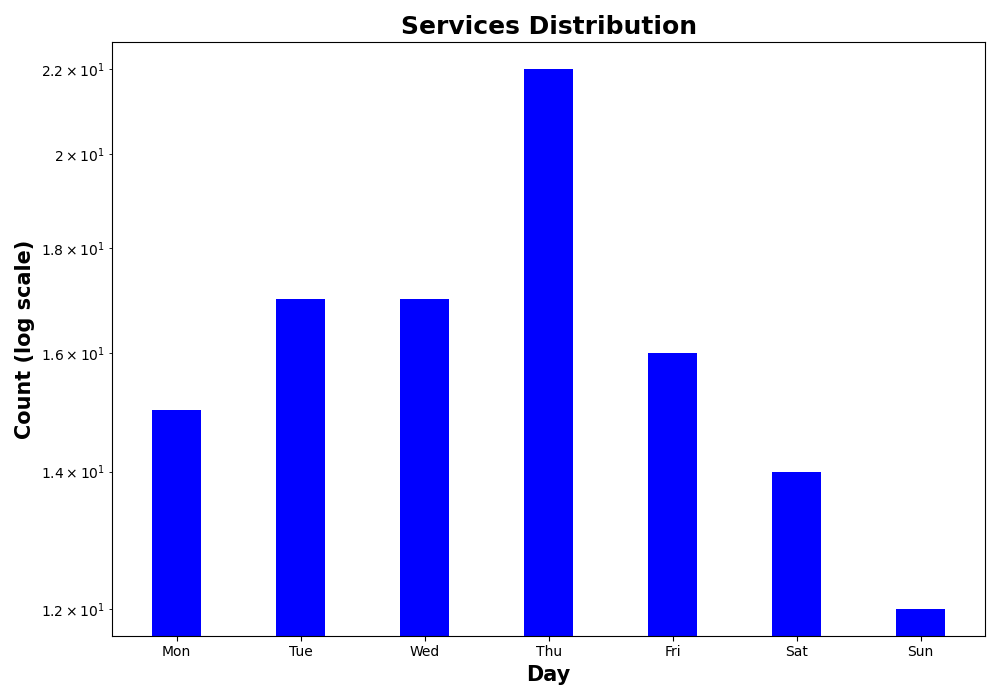 Services Distribution
Count (log scale)
2.2 × 10¹
2 × 10¹
1.8 × 10¹
1.6 × 10¹
1.4 × 10¹
1.2 × 10¹
Mon Tue Wed Thu Fri Sat Sun
Day